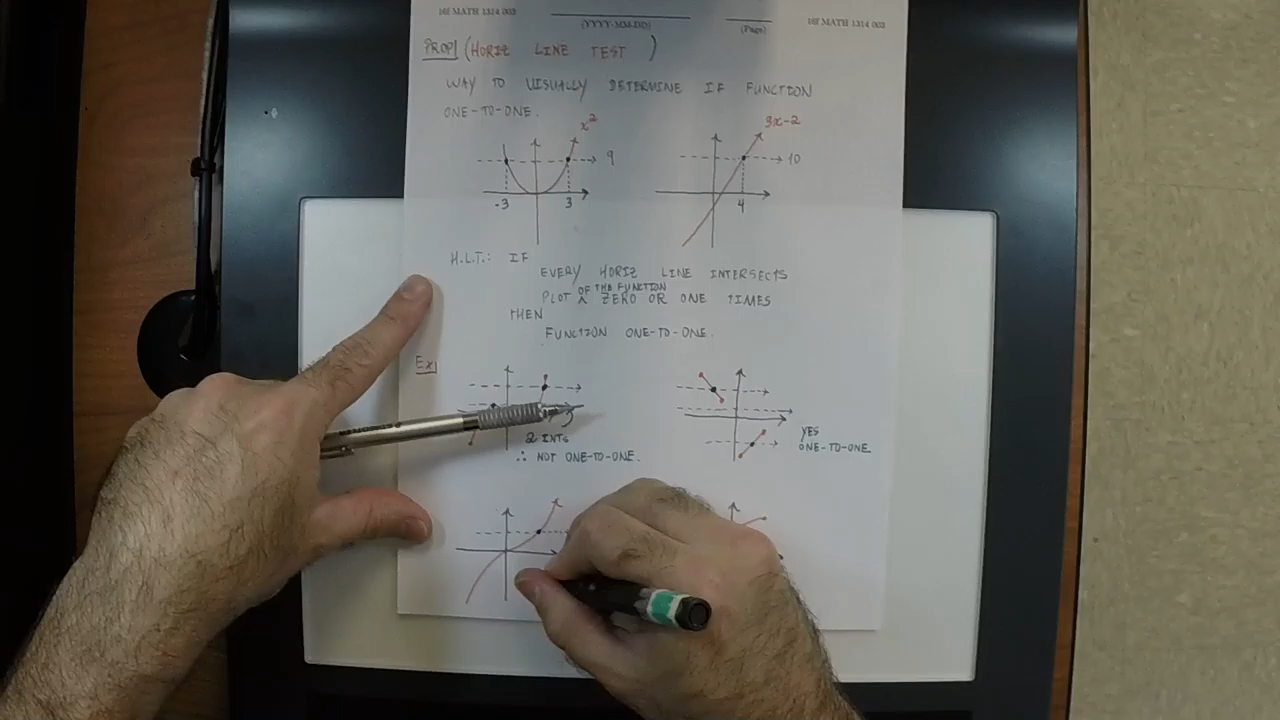 16f MATH 1314 003
(YYYY-MM-DD)
(Page)
16f MATH 1314 003
PROP (HORIZ LINE TEST)
WAY TO VISUALLY DETERMINE IF FUNCTION
ONE-TO-ONE.
x²
9
-3
3
3x-2
10
4
H.L.T.: IF
EVERY HORIZ LINE INTERSECTS
OF THE FUNCTION
PLOT ^ ZERO OR ONE TIMES
THEN
FUNCTION ONE-TO-ONE.
Ex
2 INTS
∴ NOT ONE-TO-ONE.
YES
ONE-TO-ONE